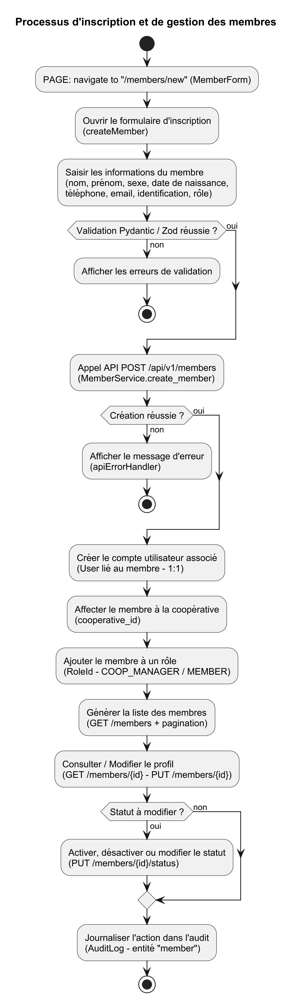 Processus d'inscription et de gestion des membres
PAGE: navigate to "/members/new" (MemberForm)
Ouvrir le formulaire d'inscription
(createMember)
Saisir les informations du membre
(nom, prénom, sexe, date de naissance,
téléphone, email, identification, rôle)
Validation Pydantic / Zod réussie ?
oui
non
Afficher les erreurs de validation
Appel API POST /api/v1/members
(MemberService.create_member)
Création réussie ?
oui
non
Afficher le message d'erreur
(apiErrorHandler)
Créer le compte utilisateur associé
(User lié au membre - 1:1)
Affecter le membre à la coopérative
(cooperative_id)
Ajouter le membre à un rôle
(RoleId - COOP_MANAGER / MEMBER)
Générer la liste des membres
(GET /members + pagination)
Consulter / Modifier le profil
(GET /members/{id} - PUT /members/{id})
Statut à modifier ?
non
oui
Activer, désactiver ou modifier le statut
(PUT /members/{id}/status)
Journaliser l'action dans l'audit
(AuditLog - entité "member")